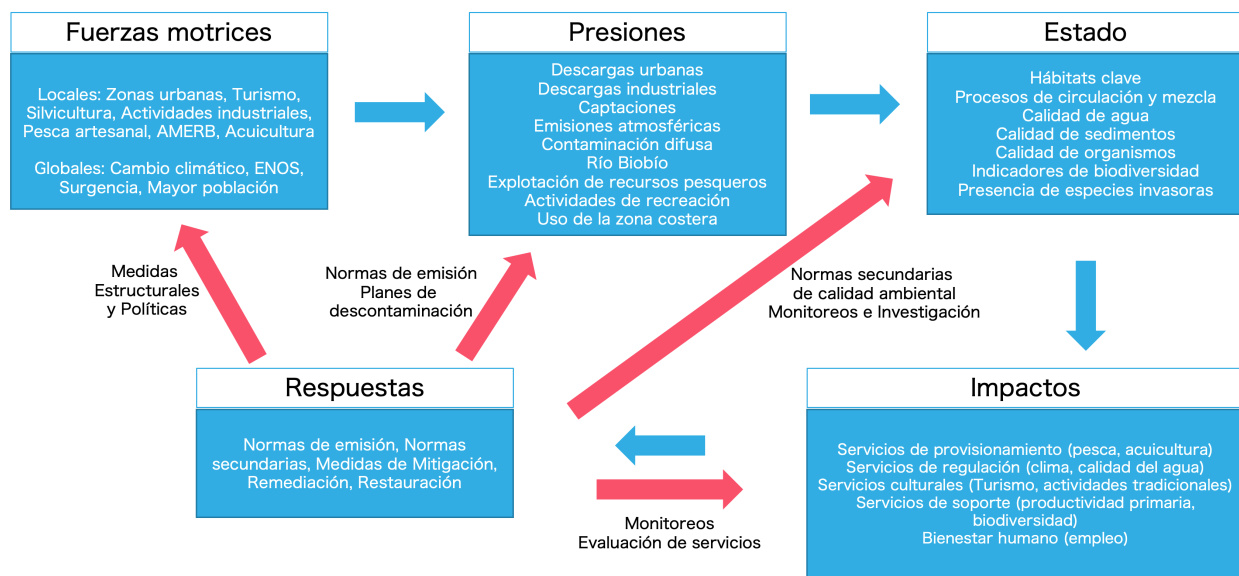 Fuerzas motrices
Locales: Zonas urbanas, Turismo,
Silvicultura, Actividades industriales,
Pesca artesanal, AMERB, Acuicultura
Globales: Cambio climático, ENOS,
Surgencia, Mayor población
Presiones
Descargas urbanas
Descargas industriales
Captaciones
Emisiones atmosféricas
Contaminación difusa
Río Biobío
Explotación de recursos pesqueros
Actividades de recreación
Uso de la zona costera
Estado
Hábitats clave
Procesos de circulación y mezcla
Calidad de agua
Calidad de sedimentos
Calidad de organismos
Indicadores de biodiversidad
Presencia de especies invasoras
Medidas
Estructurales
y Políticas
Normas de emisión
Planes de
descontaminación
Normas secundarias
de calidad ambiental
Monitoreos e Investigación
Respuestas
Normas de emisión, Normas
secundarias, Medidas de Mitigación,
Remediación, Restauración
Monitoreos
Evaluación de servicios
Impactos
Servicios de provisionamiento (pesca, acuicultura)
Servicios de regulación (clima, calidad del agua)
Servicios culturales (Turismo, actividades tradicionales)
Servicios de soporte (productividad primaria,
biodiversidad)
Bienestar humano (empleo)